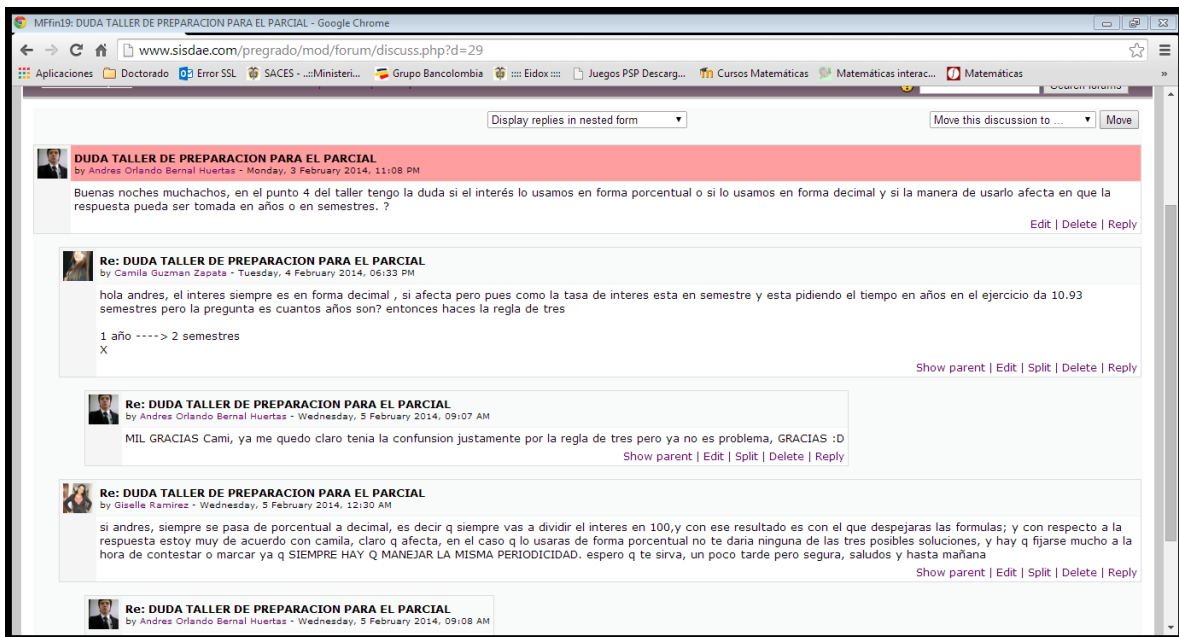 MFfin19: DUDA TALLER DE PREPARACION PARA EL PARCIAL - Google Chrome
www.sisdae.com/pregrado/mod/forum/discuss.php?d=29
Aplicaciones Doctorado Error SSL SACES - ..::Ministeri... Grupo Bancolombia :::: Eidox :::: Juegos PSP Descarg... Cursos Matemáticas Matemáticas interac... Matemáticas »
Search forums
Display replies in nested form Move this discussion to ... Move
DUDA TALLER DE PREPARACION PARA EL PARCIAL
by Andres Orlando Bernal Huertas - Monday, 3 February 2014, 11:08 PM
Buenas noches muchachos, en el punto 4 del taller tengo la duda si el interés lo usamos en forma porcentual o si lo usamos en forma decimal y si la manera de usarlo afecta en que la
respuesta pueda ser tomada en años o en semestres. ?
Edit | Delete | Reply
Re: DUDA TALLER DE PREPARACION PARA EL PARCIAL
by Camila Guzman Zapata - Tuesday, 4 February 2014, 06:33 PM
hola andres, el interes siempre es en forma decimal , si afecta pero pues como la tasa de interes esta en semestre y esta pidiendo el tiempo en años en el ejercicio da 10.93
semestres pero la pregunta es cuantos años son? entonces haces la regla de tres
1 año ----> 2 semestres
X
Show parent | Edit | Split | Delete | Reply
Re: DUDA TALLER DE PREPARACION PARA EL PARCIAL
by Andres Orlando Bernal Huertas - Wednesday, 5 February 2014, 09:07 AM
MIL GRACIAS Cami, ya me quedo claro tenia la confunsion justamente por la regla de tres pero ya no es problema, GRACIAS :D
Show parent | Edit | Split | Delete | Reply
Re: DUDA TALLER DE PREPARACION PARA EL PARCIAL
by Giselle Ramirez - Wednesday, 5 February 2014, 12:30 AM
si andres, siempre se pasa de porcentual a decimal, es decir q siempre vas a dividir el interes en 100,y con ese resultado es con el que despejaras las formulas; y con respecto a la
respuesta estoy muy de acuerdo con camila, claro q afecta, en el caso q lo usaras de forma porcentual no te daria ninguna de las tres posibles soluciones, y hay q fijarse mucho a la
hora de contestar o marcar ya q SIEMPRE HAY Q MANEJAR LA MISMA PERIODICIDAD. espero q te sirva, un poco tarde pero segura, saludos y hasta mañana
Show parent | Edit | Split | Delete | Reply
Re: DUDA TALLER DE PREPARACION PARA EL PARCIAL
by Andres Orlando Bernal Huertas - Wednesday, 5 February 2014, 09:08 AM